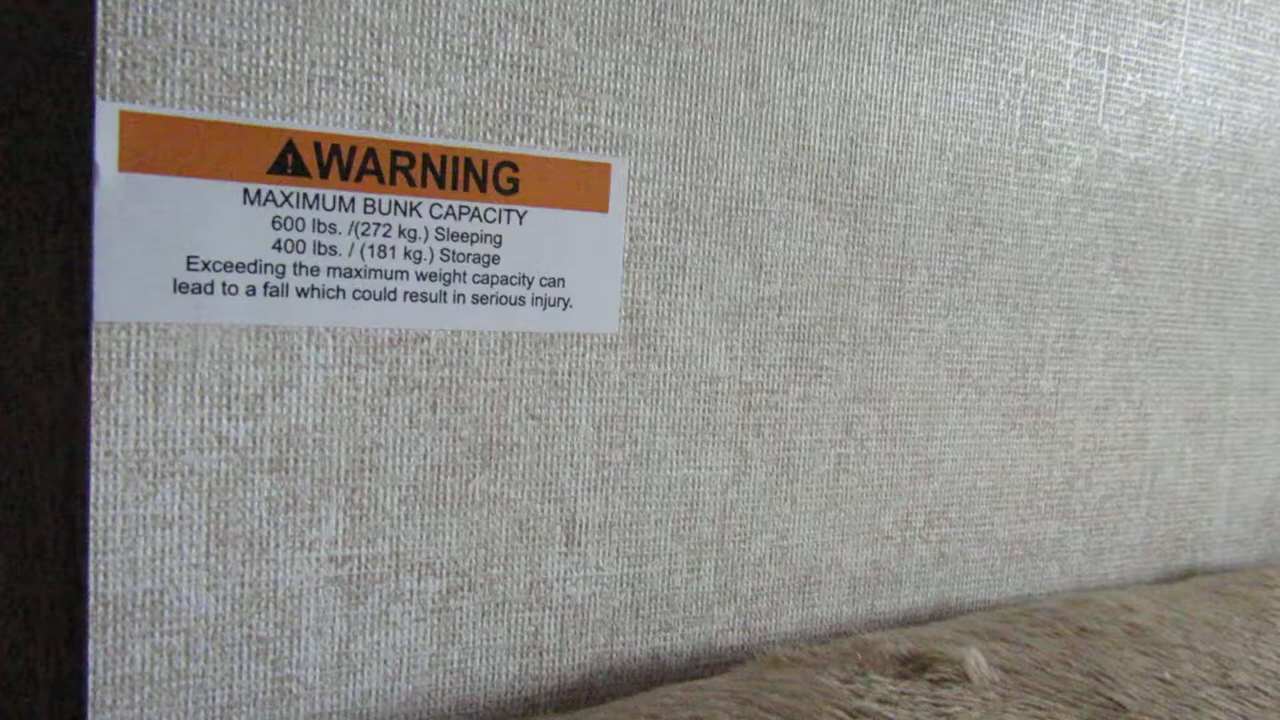 WARNING
MAXIMUM BUNK CAPACITY
600 lbs. /(272 kg.) Sleeping
400 lbs. / (181 kg.) Storage
Exceeding the maximum weight capacity can
lead to a fall which could result in serious injury.